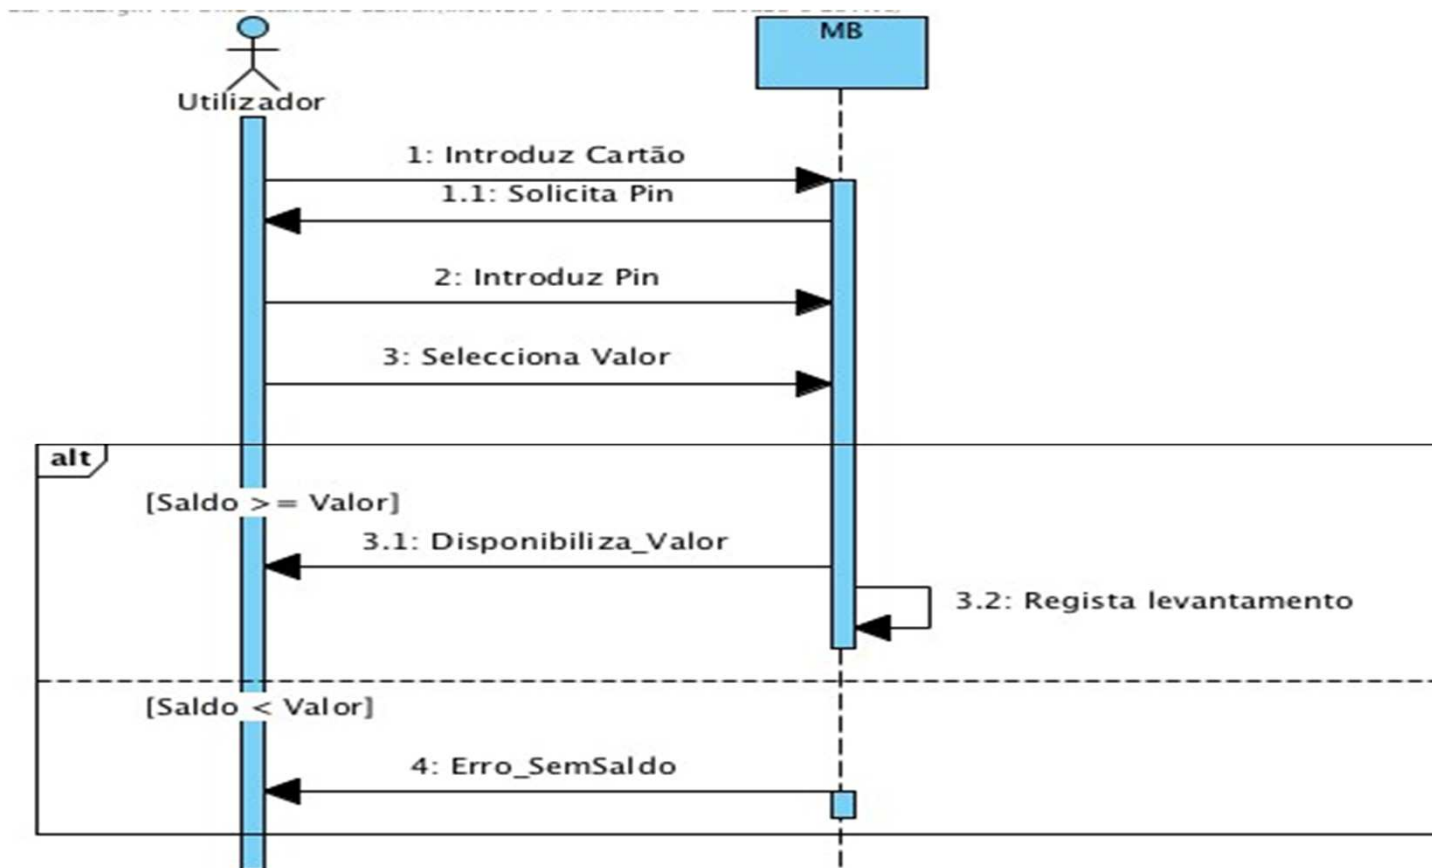 MB
Utilizador
1: Introduz Cartão
1.1: Solicita Pin
2: Introduz Pin
3: Selecciona Valor
alt
[Saldo >= Valor]
3.1: Disponibiliza_Valor
3.2: Regista levantamento
[Saldo < Valor]
4: Erro_SemSaldo